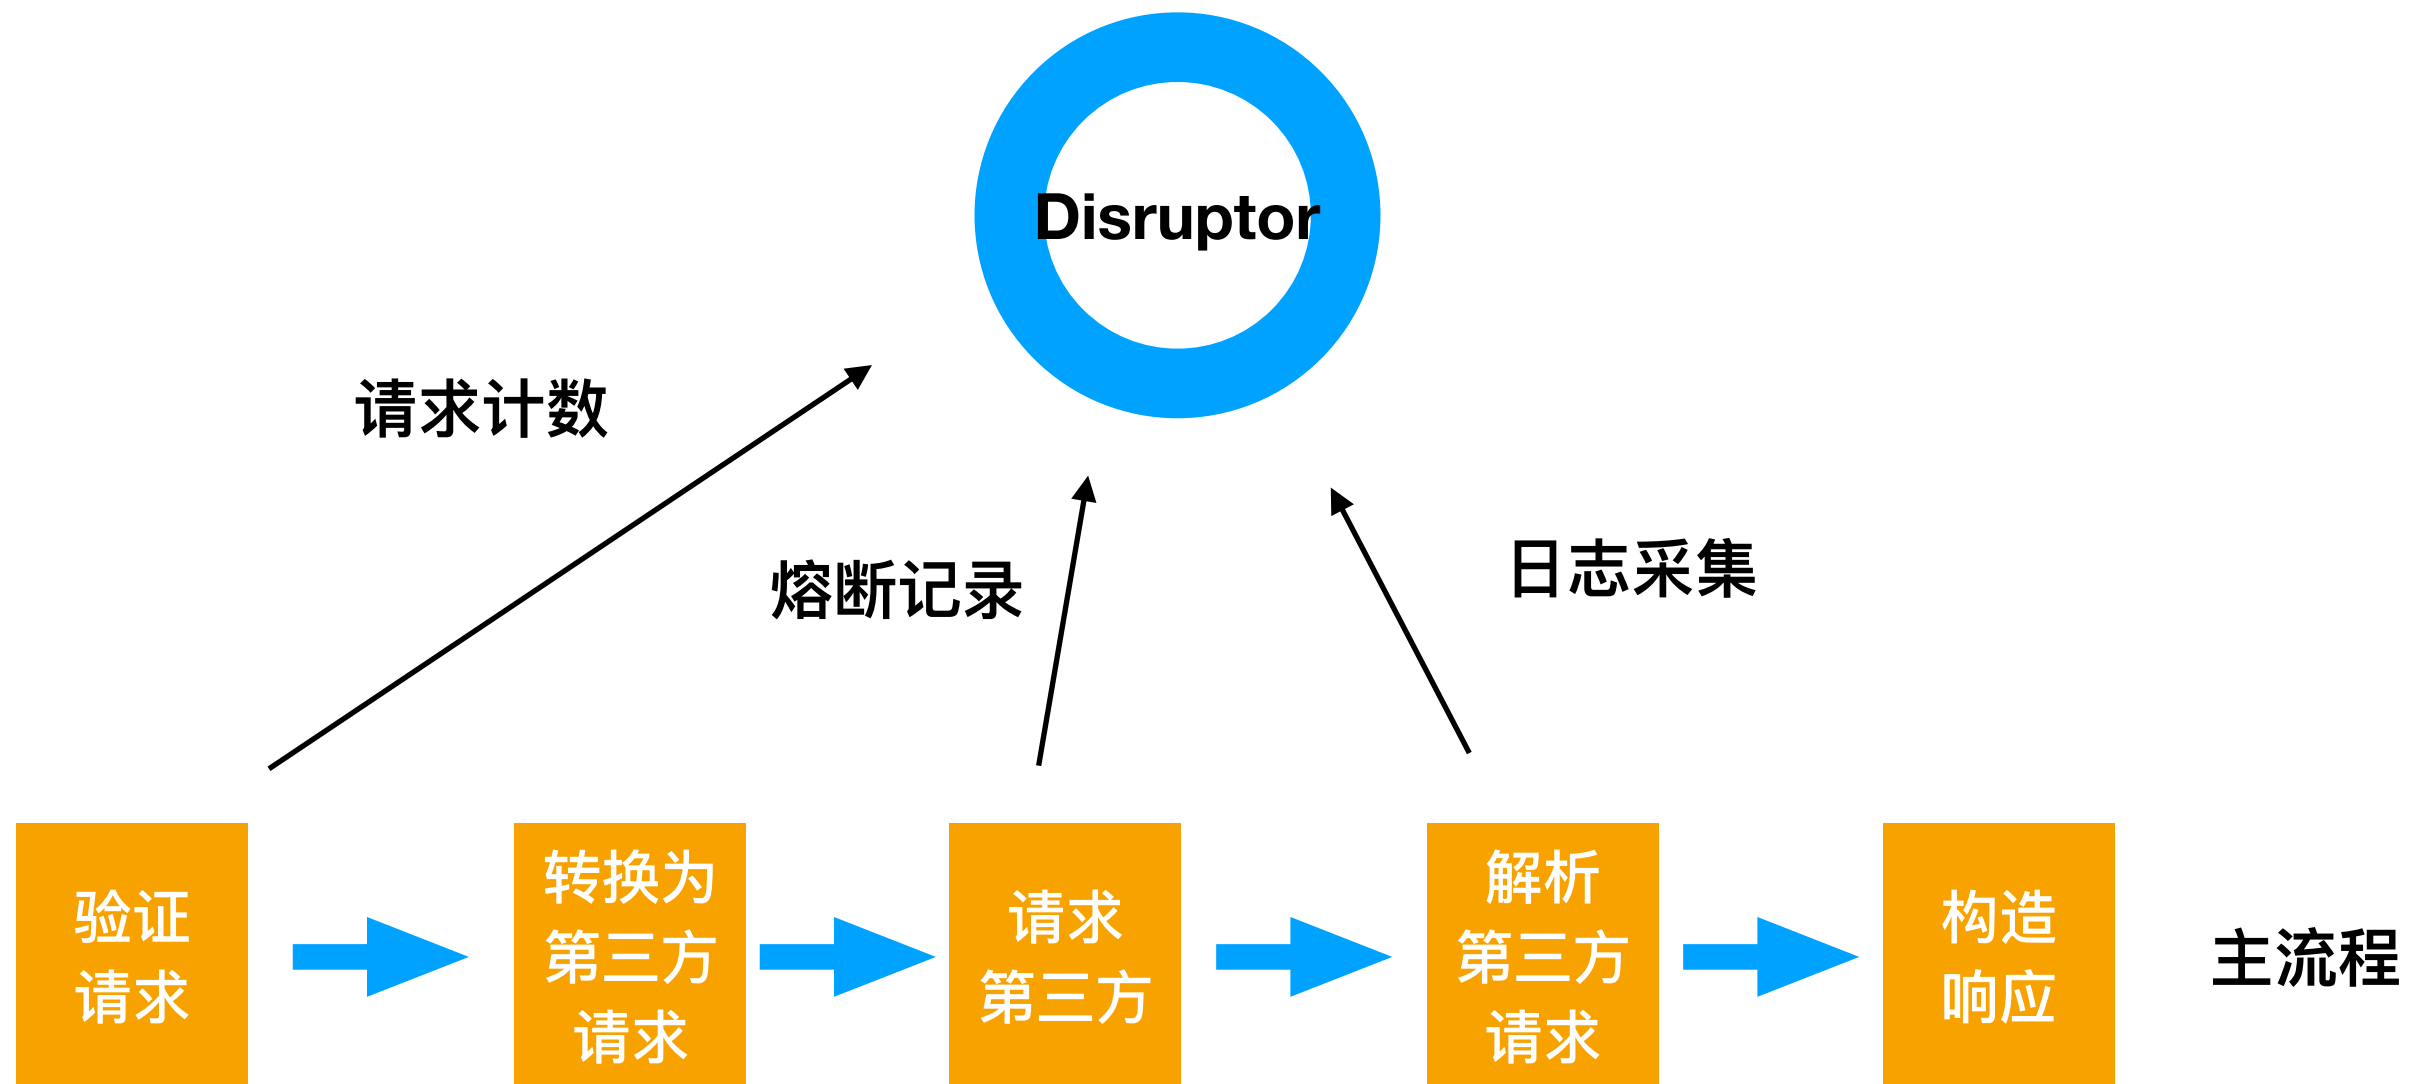 Disruptor
请求计数
熔断记录
日志采集
验证
请求
转换为
第三方
请求
请求
第三方
解析
第三方
请求
构造
响应
主流程